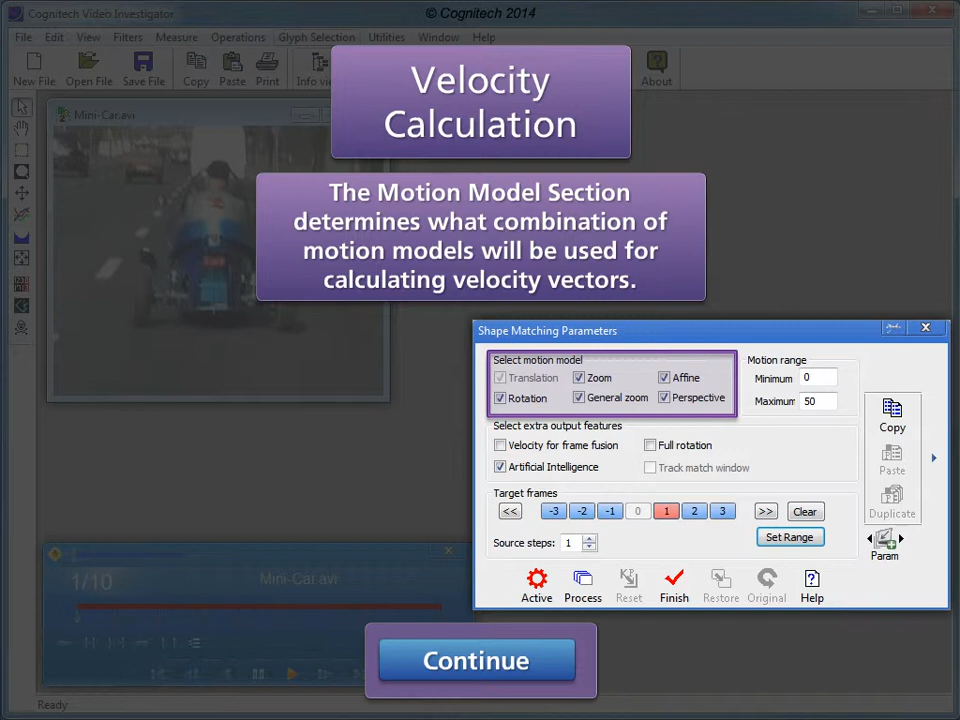 Cognitech Video Investigator
© Cognitech 2014
File Edit View Filters Measure Operations Glyph Selection Utilities Window Help
New File Open File Save File Copy Paste Print Info vi About
Velocity
Calculation
Mini-Car.avi
The Motion Model Section
determines what combination of
motion models will be used for
calculating velocity vectors.
Shape Matching Parameters
Select motion model
Translation Zoom Affine
Rotation General zoom Perspective
Motion range
Minimum 0
Maximum 50
Select extra output features
Velocity for frame fusion Full rotation
Artificial Intelligence Track match window
Target frames
<< -3 -2 -1 0 1 2 3 >> Clear
Source steps: 1 Set Range
Copy
Paste
Duplicate
Param
Active Process Reset Finish Restore Original Help
1/10 Mini-Car.avi
Continue
Ready